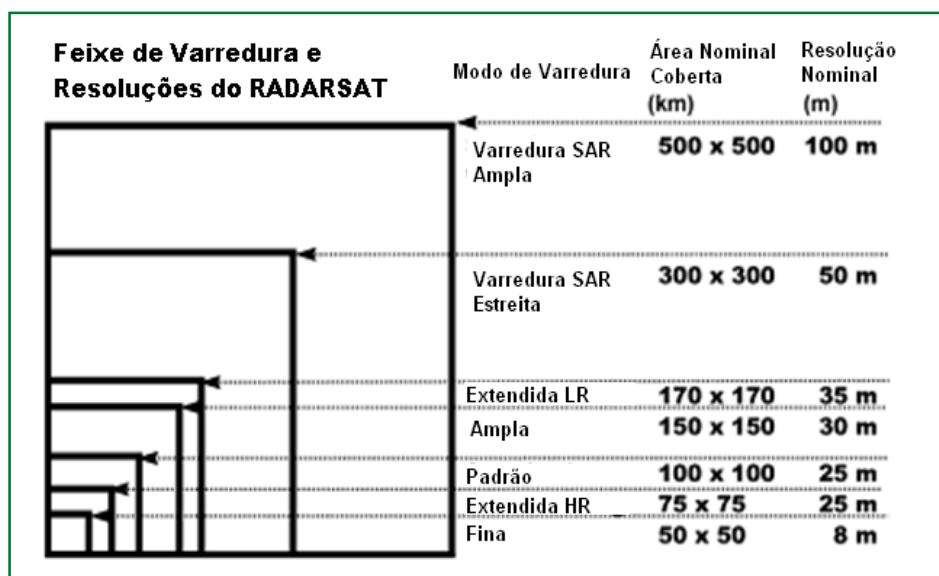 Feixe de Varredura e
Resoluções do RADARSAT
Modo de Varredura
Área Nominal
Coberta
(km)
Resolução
Nominal
(m)
Varredura SAR
Ampla
500 x 500
100 m
Varredura SAR
Estreita
300 x 300
50 m
Extendida LR
170 x 170
35 m
Ampla
150 x 150
30 m
Padrão
100 x 100
25 m
Extendida HR
75 x 75
25 m
Fina
50 x 50
8 m